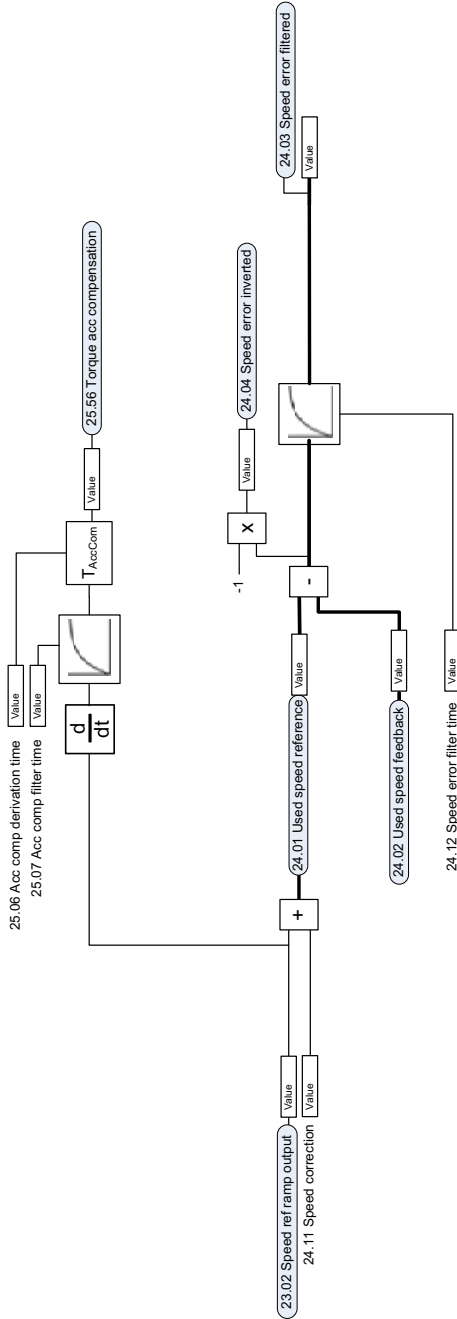 25.06 Acc comp derivation time Value
25.07 Acc comp filter time Value
d
dt
TAccCom
Value
25.56 Torque acc compensation
23.02 Speed ref ramp output Value
24.11 Speed correction Value
+
24.01 Used speed reference Value
24.02 Used speed feedback Value
-
-1
X
Value
24.04 Speed error inverted
24.12 Speed error filter time Value
Value
24.03 Speed error filtered